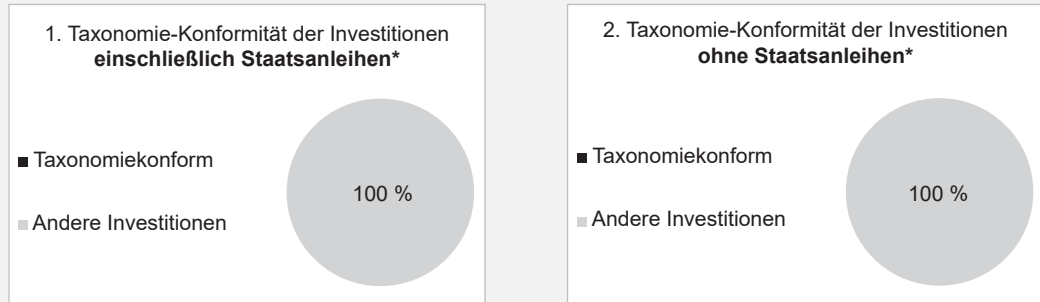 1. Taxonomie-Konformität der Investitionen
einschließlich Staatsanleihen*
Taxonomiekonform
100 %
Andere Investitionen
2. Taxonomie-Konformität der Investitionen
ohne Staatsanleihen*
Taxonomiekonform
100 %
Andere Investitionen